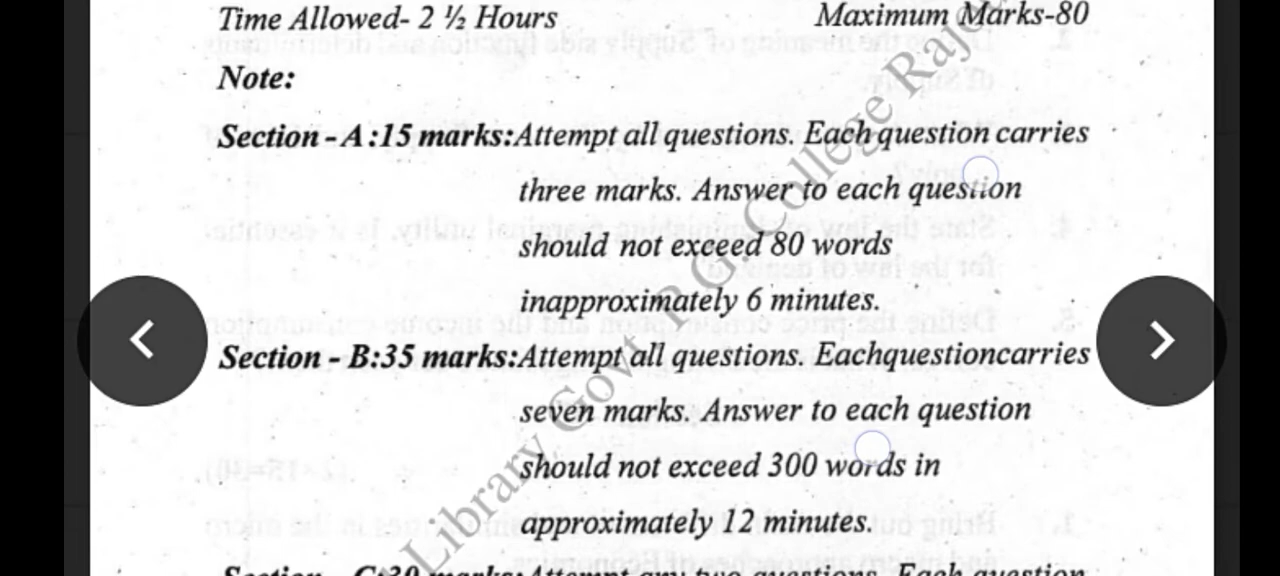 Time Allowed- 2 ½ Hours Maximum Marks-80
Note:
Section - A :15 marks:Attempt all questions. Each question carries
three marks. Answer to each question
should not exceed 80 words
inapproximately 6 minutes.
Section - B:35 marks:Attempt all questions. Eachquestioncarries
seven marks. Answer to each question
should not exceed 300 words in
approximately 12 minutes.
Section - C:30 marks:Attempt any two questions. Each question
Library Govt. P.G. College